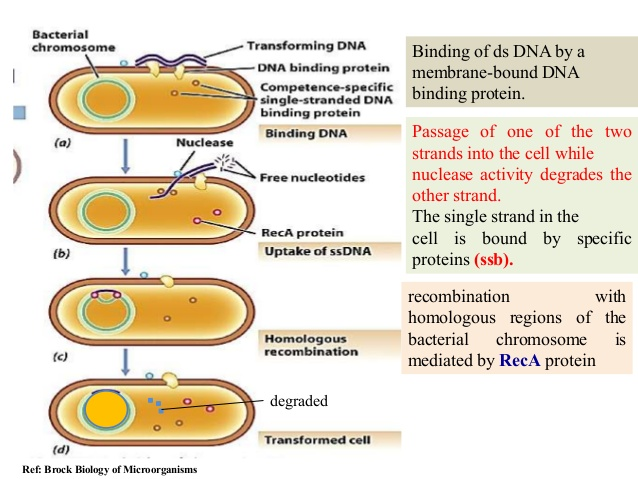 Bacterial
chromosome
Transforming DNA
DNA binding protein
Competence-specific
single-stranded DNA
binding protein
(a)
Binding DNA
Nuclease
Free nucleotides
RecA protein
(b)
Uptake of ssDNA
(c)
Homologous
recombination
degraded
(d)
Transformed cell
Binding of ds DNA by a
membrane-bound DNA
binding protein.
Passage of one of the two
strands into the cell while
nuclease activity degrades the
other strand.
The single strand in the
cell is bound by specific
proteins (ssb).
recombination with
homologous regions of the
bacterial chromosome is
mediated by RecA protein
Ref: Brock Biology of Microorganisms